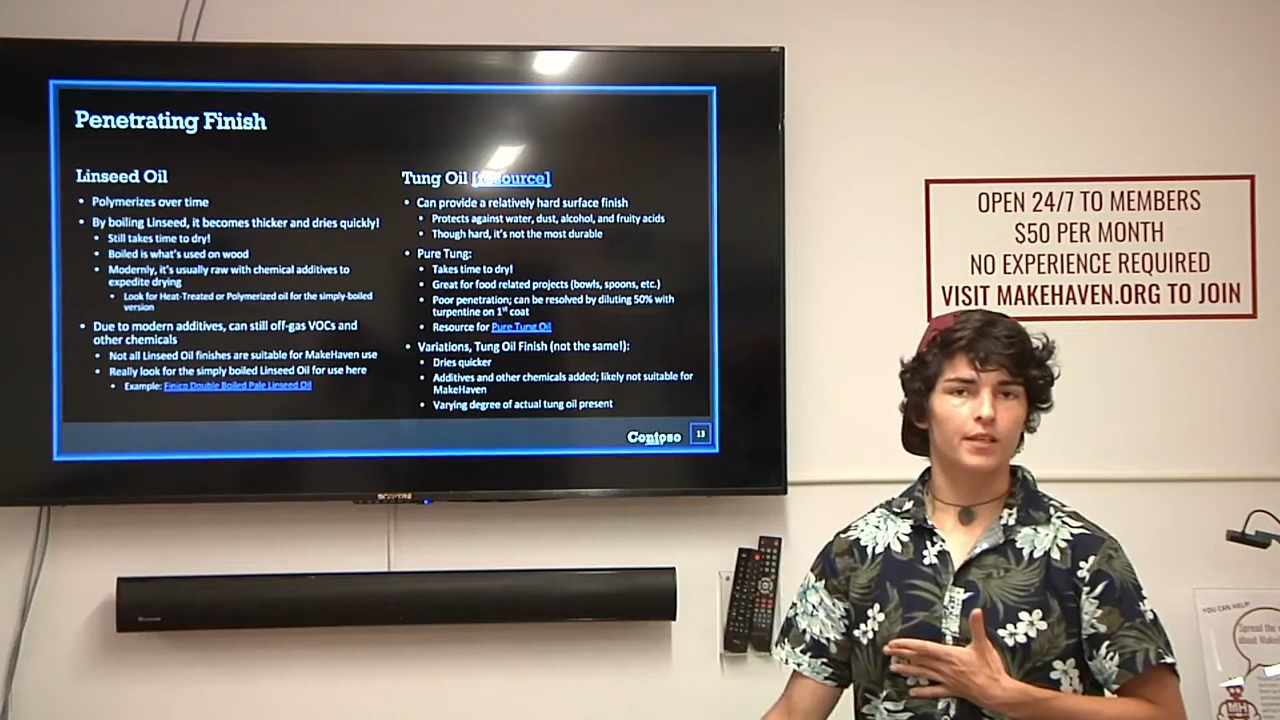 Penetrating Finish
Linseed Oil
• Polymerizes over time
• By boiling Linseed, it becomes thicker and dries quickly!
• Still takes time to dry!
• Boiled is what's used on wood
• Modernly, it's usually raw with chemical additives to
expedite drying
• Look for Heat-Treated or Polymerized oil for the simply-boiled
version
• Due to modern additives, can still off-gas VOCs and
other chemicals
• Not all Linseed Oil finishes are suitable for MakeHaven use
• Really look for the simply boiled Linseed Oil for use here
• Example: Double Boiled Pale Linseed Oil
Tung Oil [resource]
• Can provide a relatively hard surface finish
• Protects against water, dust, alcohol, and fruity acids
• Though hard, it's not the most durable
• Pure Tung:
• Takes time to dry!
• Great for food related projects (bowls, spoons, etc.)
• Poor penetration; can be resolved by diluting 50% with
turpentine on 1st coat
• Resource for Pure Tung Oil
• Variations, Tung Oil Finish (not the same!):
• Dries quicker
• Additives and other chemicals added; likely not suitable for
MakeHaven
• Varying degree of actual tung oil present
Contoso
13
SCEPTRE
OPEN 24/7 TO MEMBERS
$50 PER MONTH
NO EXPERIENCE REQUIRED
VISIT MAKEHAVEN.ORG TO JOIN
YOU CAN HELP!
Spread the
about
MH